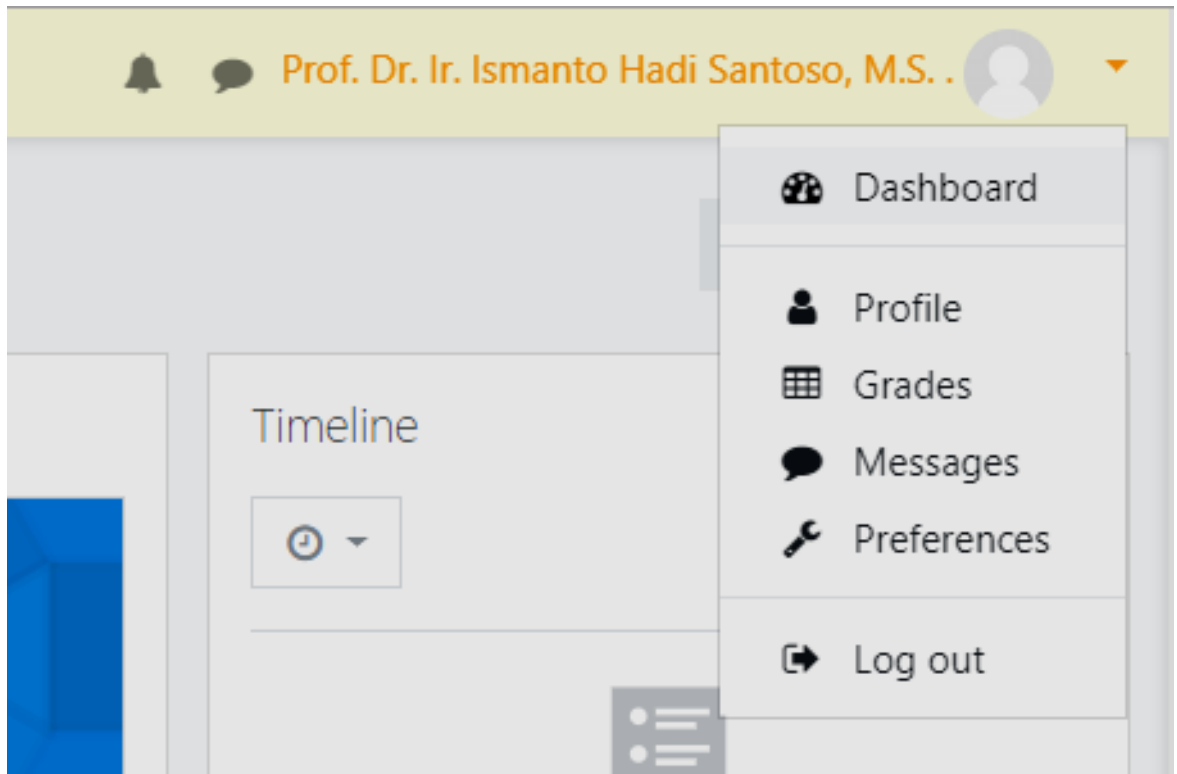 Prof. Dr. Ir. Ismanto Hadi Santoso, M.S. .
Dashboard
Profile
Grades
Messages
Preferences
Log out
Timeline